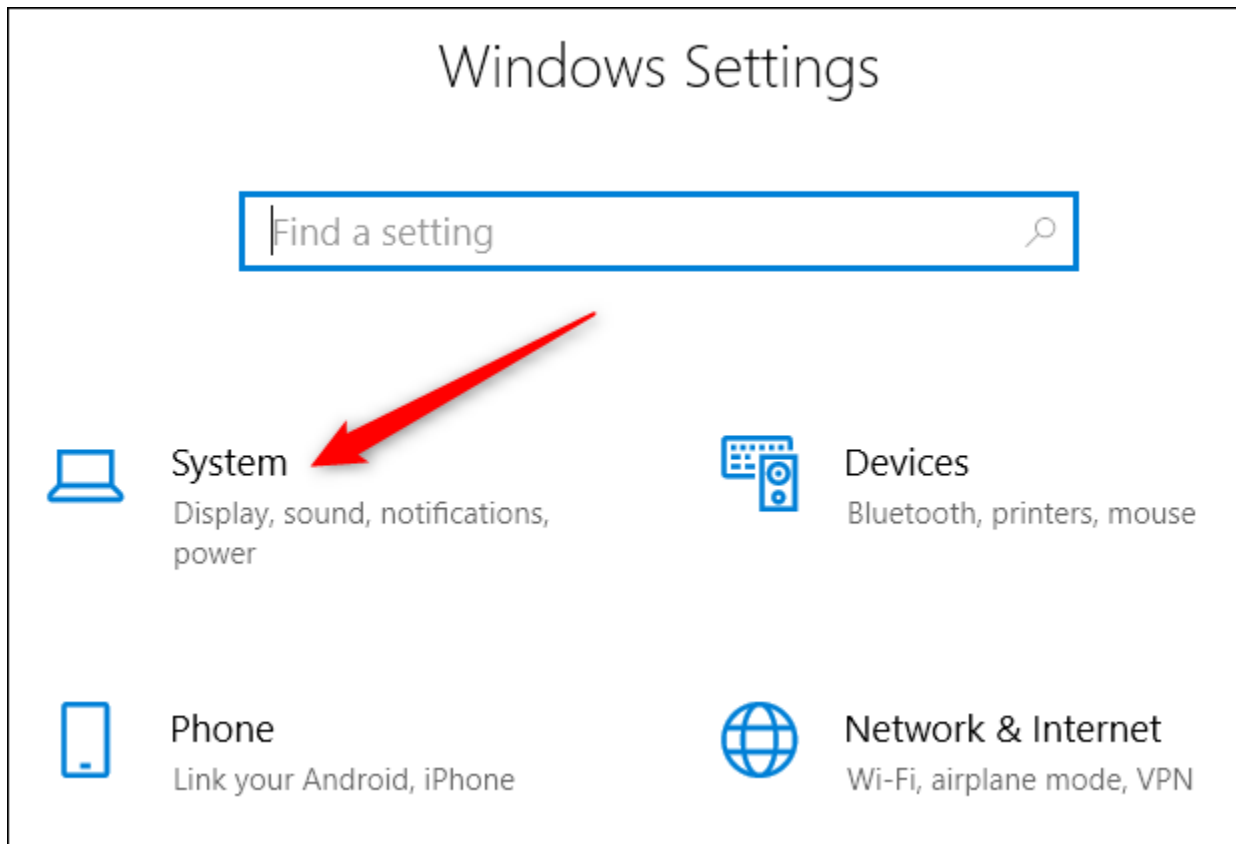 Windows Settings
Find a setting
System
Display, sound, notifications,
power
Devices
Bluetooth, printers, mouse
Phone
Link your Android, iPhone
Network & Internet
Wi-Fi, airplane mode, VPN